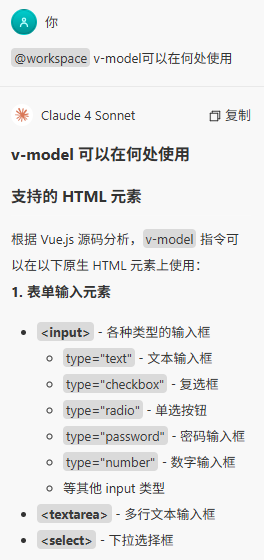 你
@workspace v-model可以在何处使用
Claude 4 Sonnet 复制
v-model 可以在何处使用
支持的 HTML 元素
根据 Vue.js 源码分析，v-model 指令可
以在以下原生 HTML 元素上使用：
1. 表单输入元素
<input> - 各种类型的输入框
type="text" - 文本输入框
type="checkbox" - 复选框
type="radio" - 单选按钮
type="password" - 密码输入框
type="number" - 数字输入框
等其他 input 类型
<textarea> - 多行文本输入框
<select> - 下拉选择框